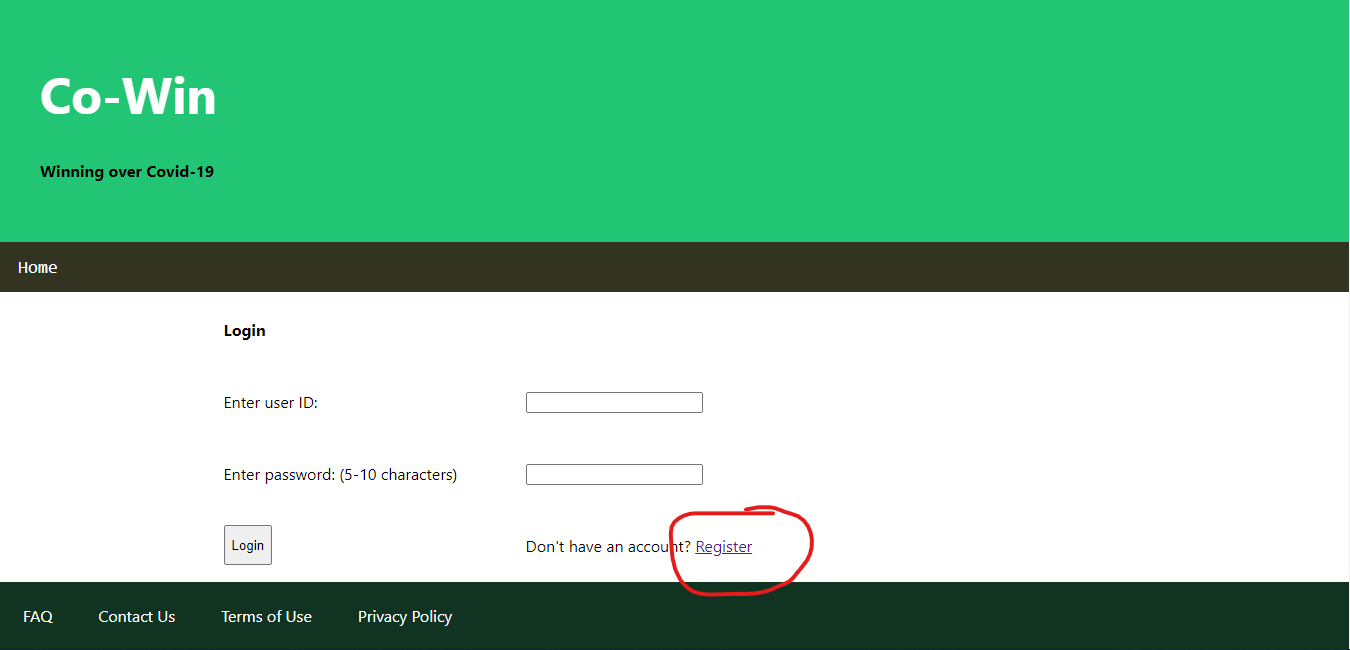 Co-Win
Winning over Covid-19
Home
Login
Enter user ID:
Enter password: (5-10 characters)
Login Don't have an account? Register
FAQ Contact Us Terms of Use Privacy Policy